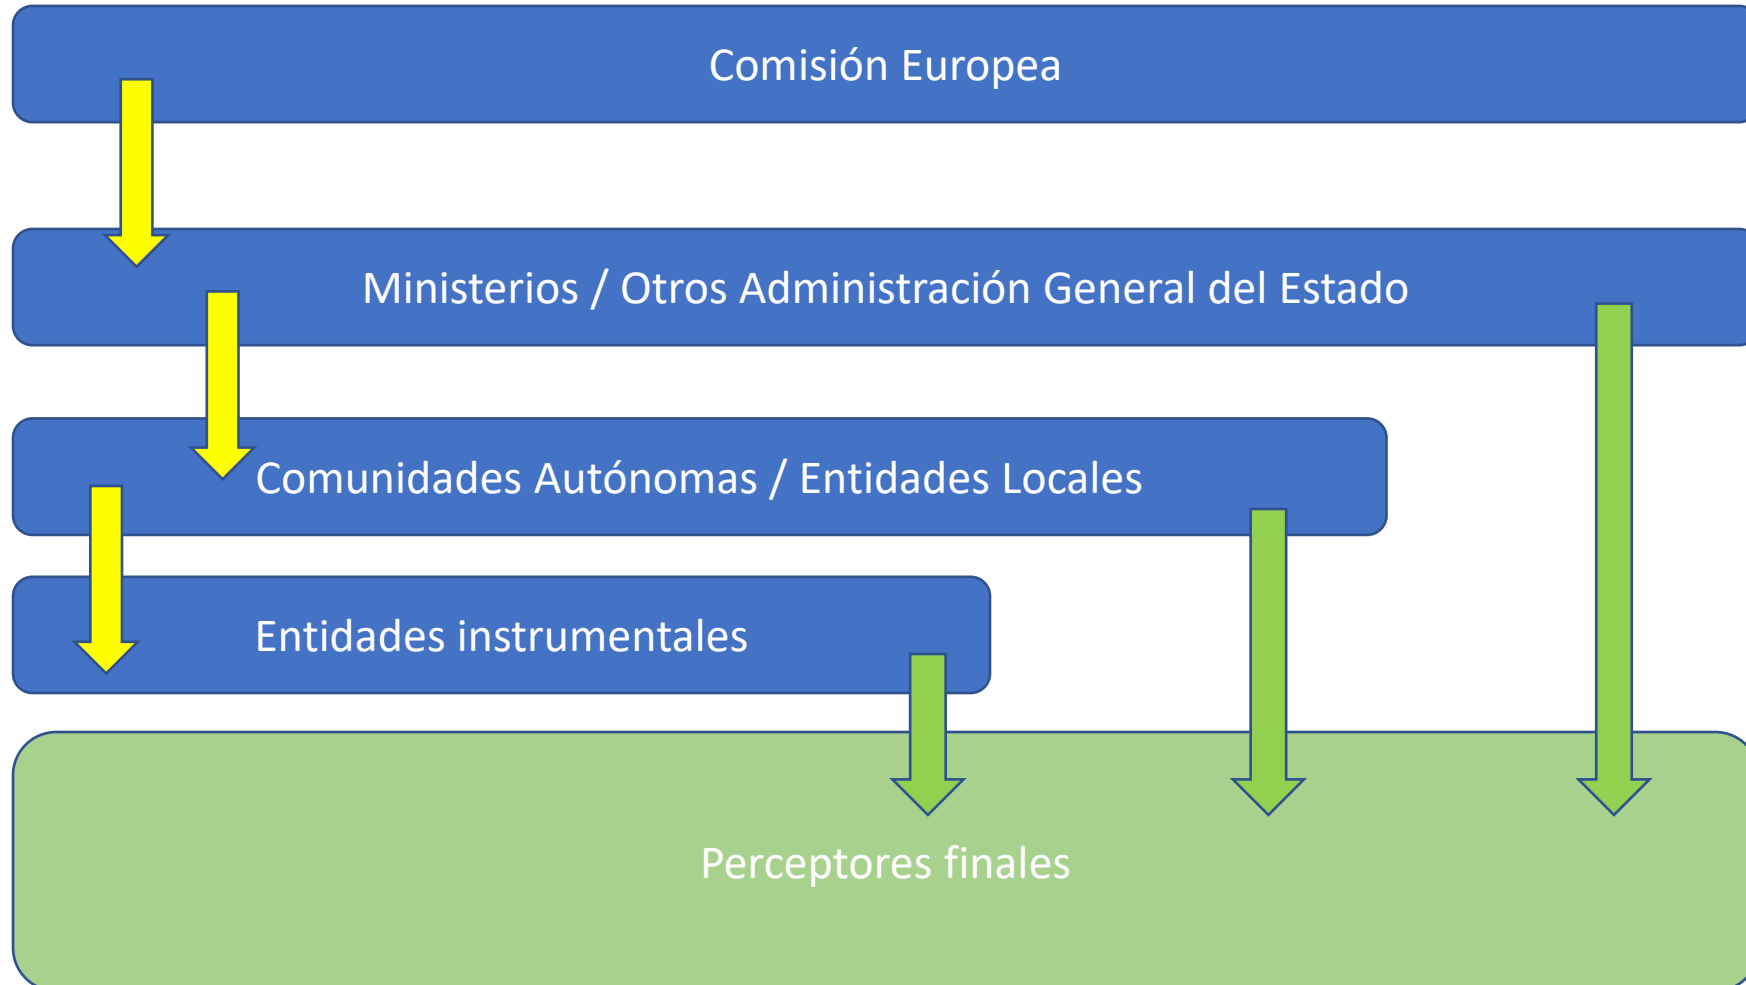 Comisión Europea
Ministerios / Otros Administración General del Estado
Comunidades Autónomas / Entidades Locales
Entidades instrumentales
Perceptores finales